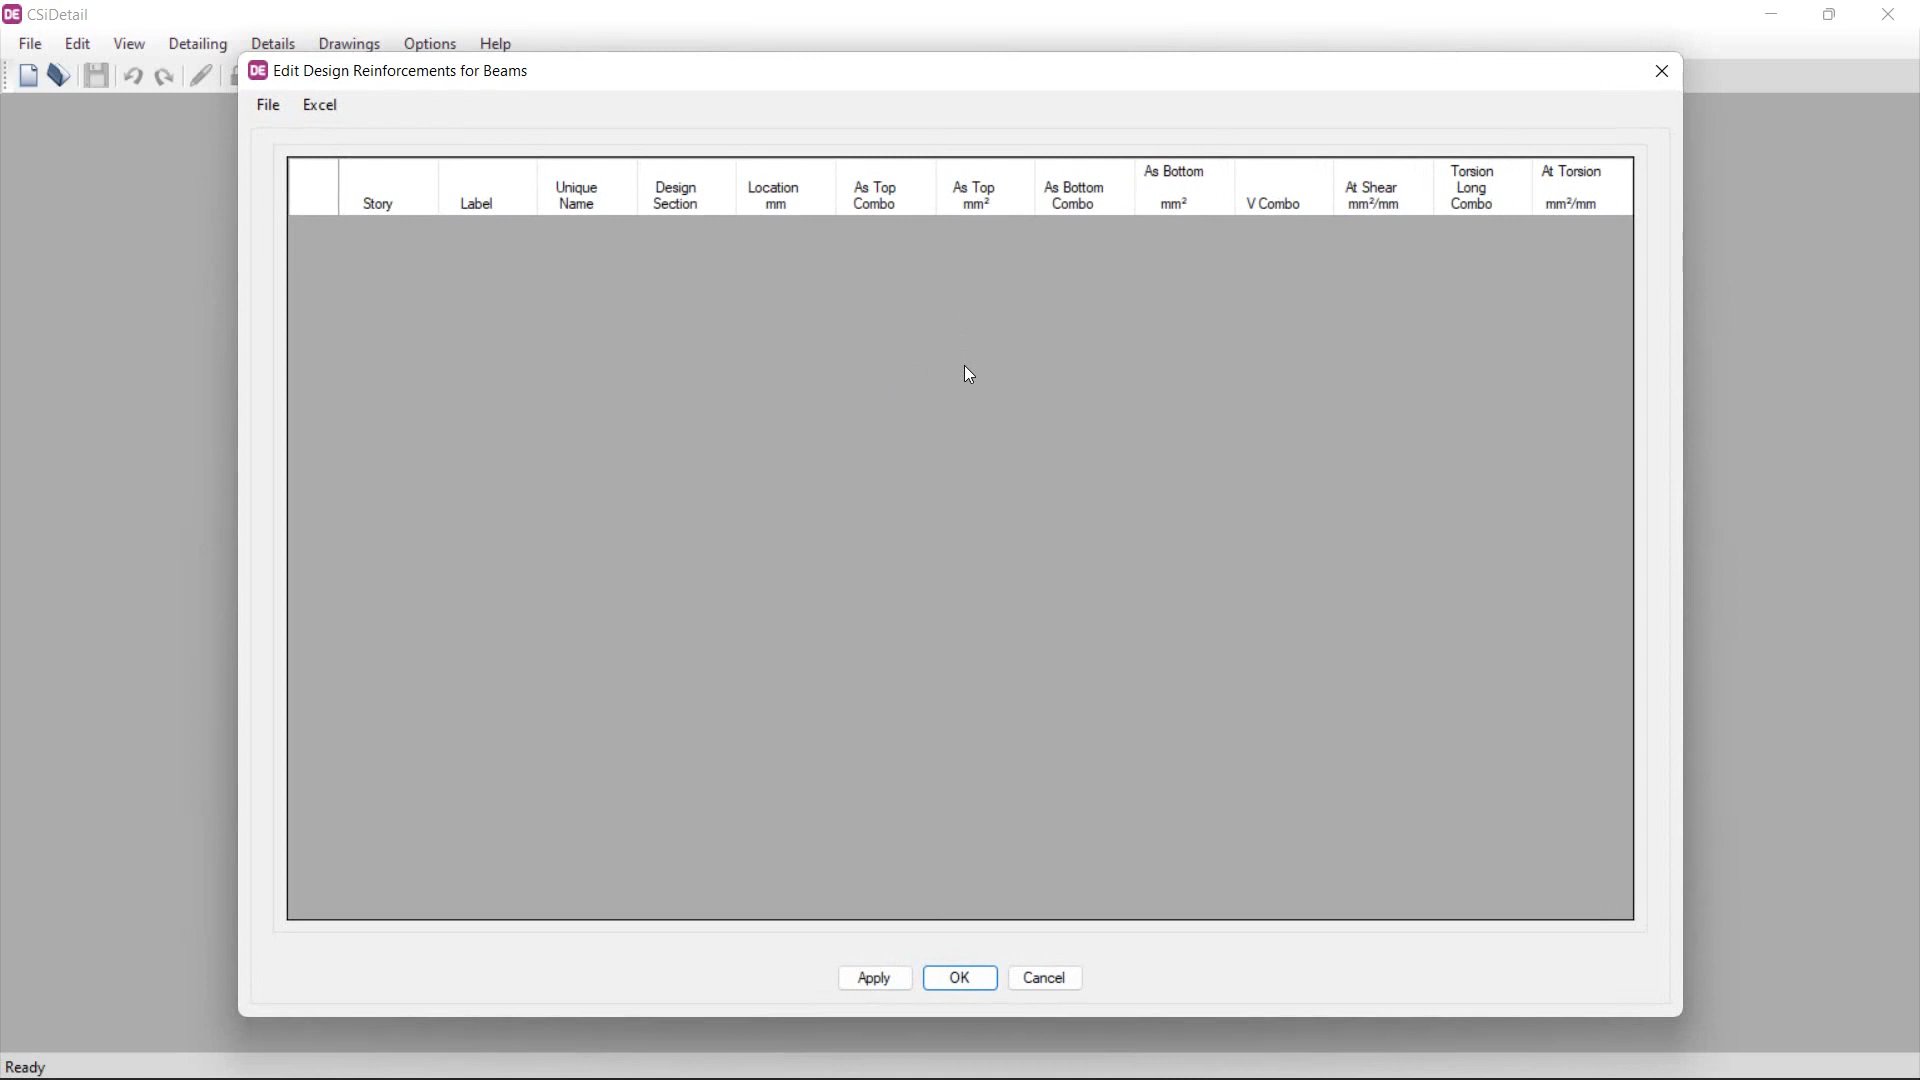 DE CSiDetail
File Edit View Detailing Details Drawings Options Help
DE Edit Design Reinforcements for Beams
File Excel
Story
Label
Unique
Name
Design
Section
Location
mm
As Top
Combo
As Top
mm²
As Bottom
Combo
As Bottom
mm²
V Combo
At Shear
mm²/mm
Torsion
Long
Combo
At Torsion
mm²/mm
Apply OK Cancel
Ready